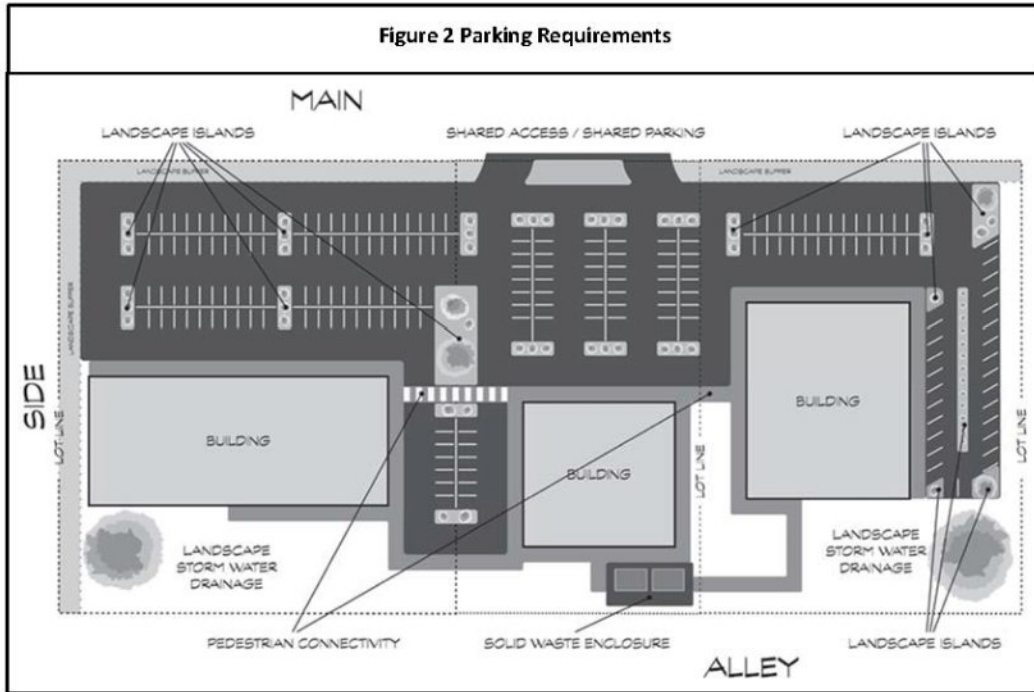 Figure 2 Parking Requirements
MAIN
LANDSCAPE ISLANDS
SHARED ACCESS / SHARED PARKING
LANDSCAPE ISLANDS
LANDSCAPE BUFFER
LANDSCAPE BUFFER
LANDSCAPE BUFFER
SIDE
LOT LINE
BUILDING
BUILDING
BUILDING
LOT LINE
LOT LINE
LANDSCAPE
STORM WATER
DRAINAGE
LANDSCAPE
STORM WATER
DRAINAGE
PEDESTRIAN CONNECTIVITY
SOLID WASTE ENCLOSURE
LANDSCAPE ISLANDS
ALLEY